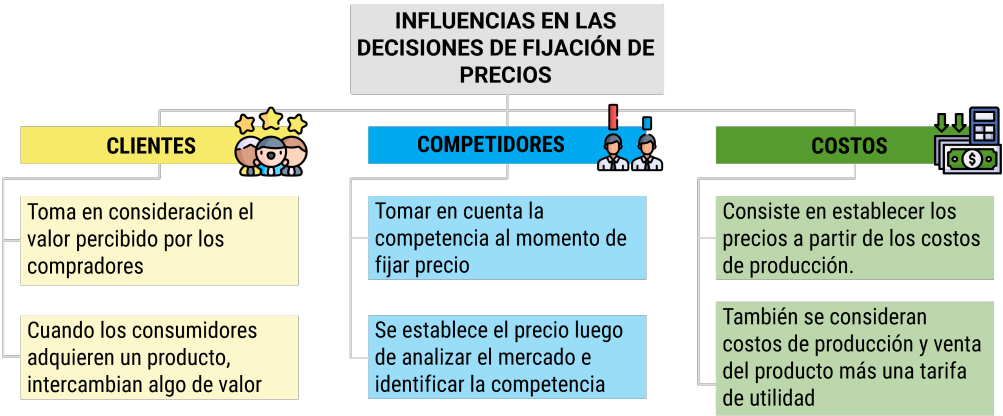 INFLUENCIAS EN LAS
DECISIONES DE FIJACIÓN DE
PRECIOS
CLIENTES
Toma en consideración el
valor percibido por los
compradores
Cuando los consumidores
adquieren un producto,
intercambian algo de valor
COMPETIDORES
Tomar en cuenta la
competencia al momento de
fijar precio
Se establece el precio luego
de analizar el mercado e
identificar la competencia
COSTOS
$
Consiste en establecer los
precios a partir de los costos
de producción.
También se consideran
costos de producción y venta
del producto más una tarifa
de utilidad